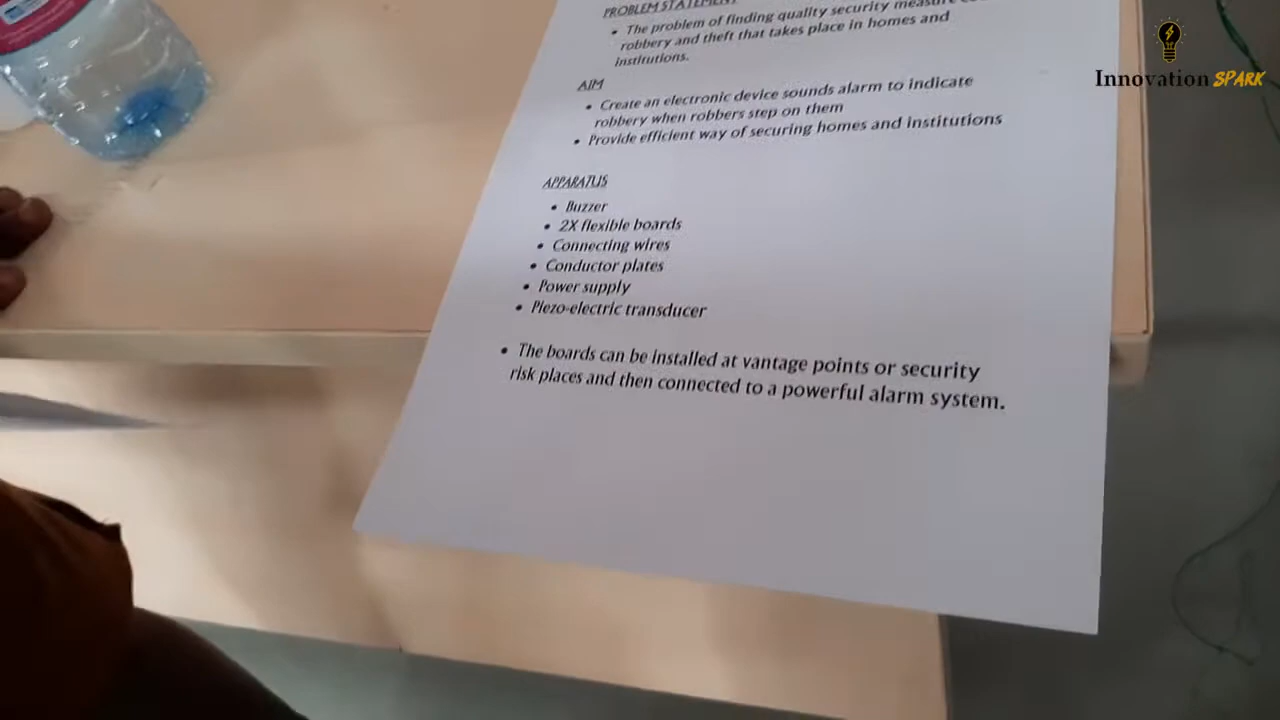 PROBLEM STATEMENT
• The problem of finding quality security measure
robbery and theft that takes place in homes and
institutions.
AIM
• Create an electronic device sounds alarm to indicate
robbery when robbers step on them
• Provide efficient way of securing homes and institutions
APPARATUS
• Buzzer
• 2X flexible boards
• Connecting wires
• Conductor plates
• Power supply
• Piezo-electric transducer
• The boards can be installed at vantage points or security
risk places and then connected to a powerful alarm system.
Innovation SPARK